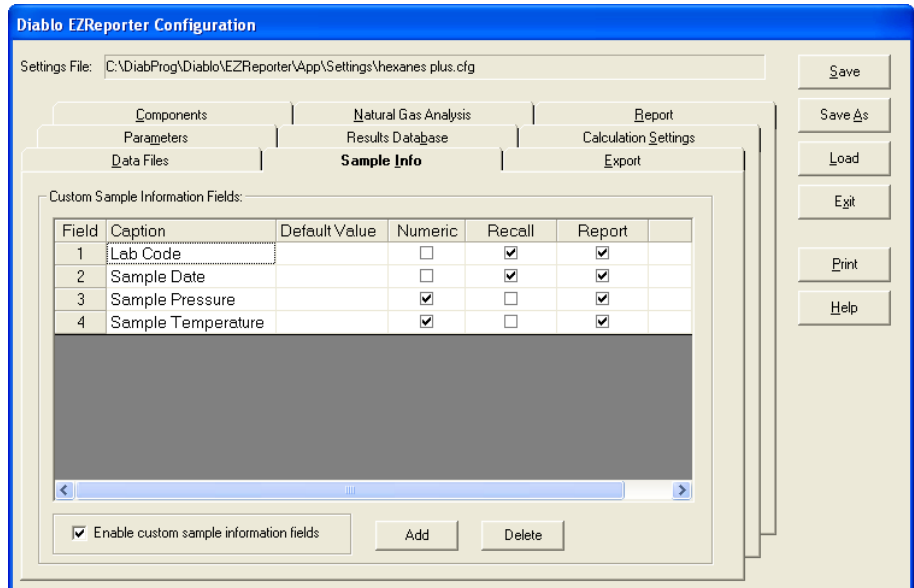 Diablo EZReporter Configuration
Settings File: C:\DiabProg\Diablo\EZReporter\App\Settings\hexanes plus.cfg
Save
Components Natural Gas Analysis Report
Save As
Parameters Results Database Calculation Settings
Data Files Sample Info Export
Load
Custom Sample Information Fields:
Exit
Field Caption Default Value Numeric Recall Report
1 Lab Code
2 Sample Date
Print
3 Sample Pressure
Help
4 Sample Temperature
Enable custom sample information fields Add Delete